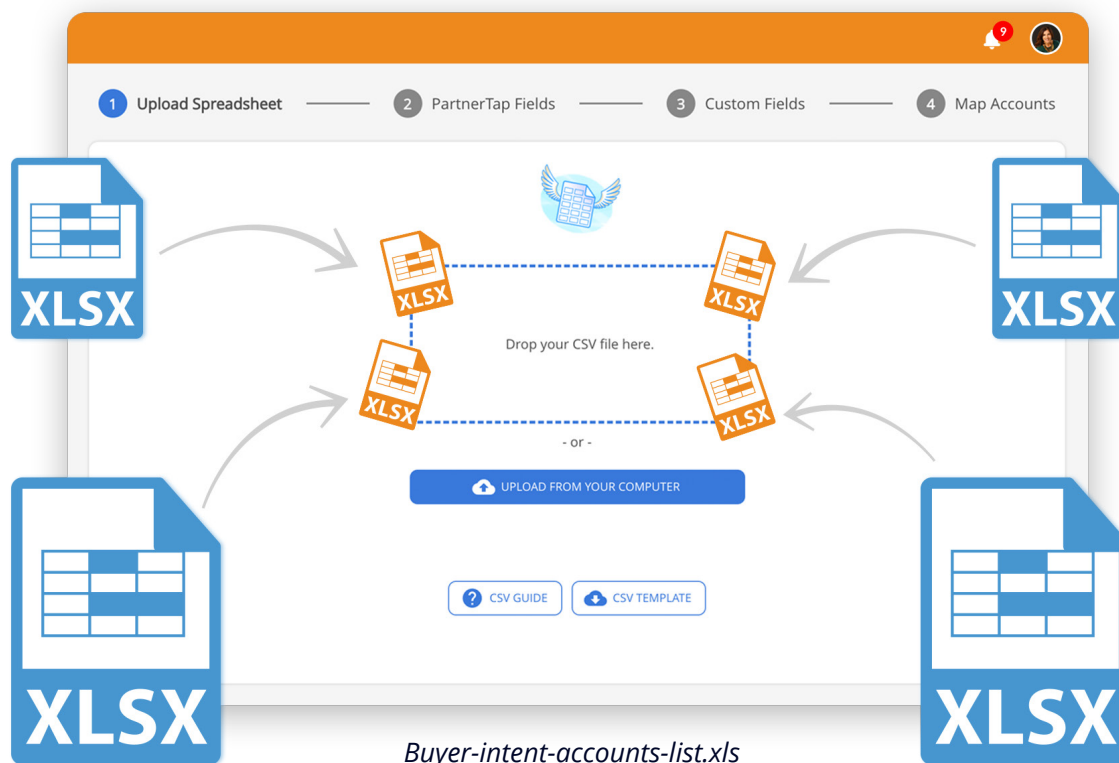 9
1 Upload Spreadsheet 2 PartnerTap Fields 3 Custom Fields 4 Map Accounts
XLSX
XLSX
XLSX
XLSX
Drop your CSV file here.
XLSX
XLSX
- or -
UPLOAD FROM YOUR COMPUTER
? CSV GUIDE CSV TEMPLATE
XLSX
XLSX
Buyer-intent-accounts-list.xls